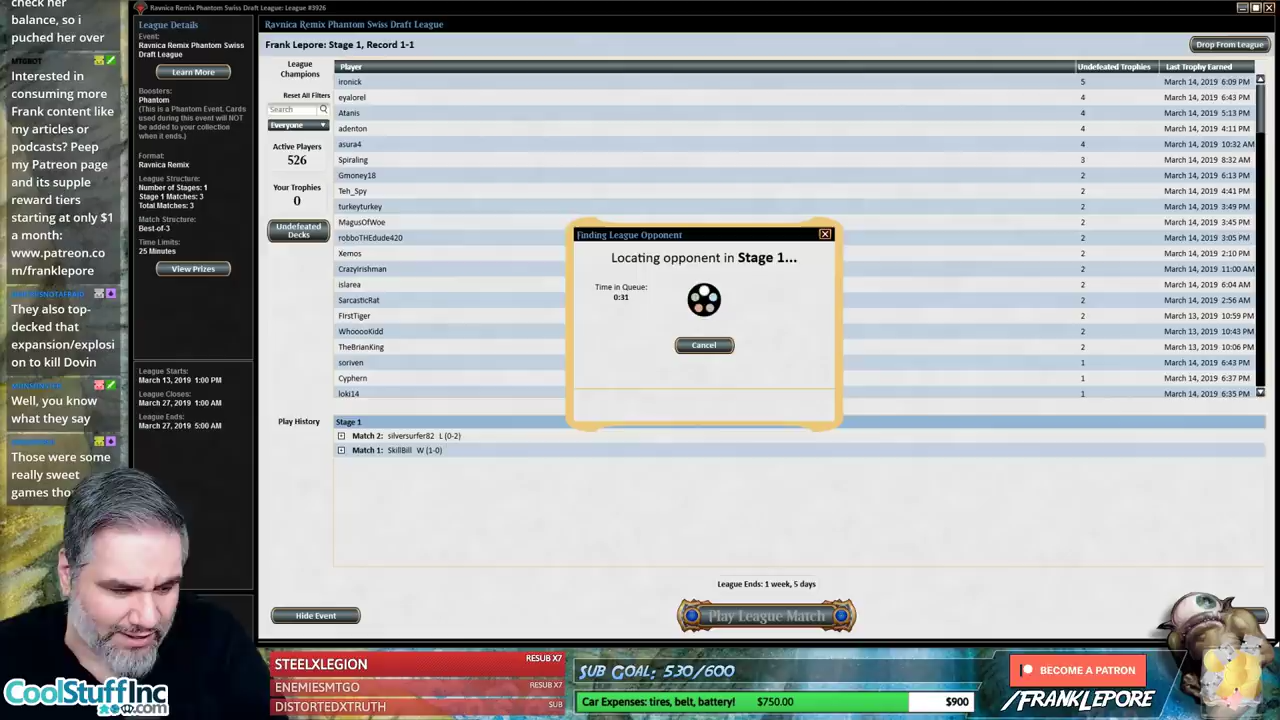 check her
balance, so i
puched her over
MTGBOT
Interested in
consuming more
Frank content like
my articles or
podcasts? Peep
my Patreon page
and its supple
reward tiers
starting at only $1
a month:
www.patreon.co
m/franklepore
They also top-
decked that
expansion/explosi
on to kill Dovin
Well, you know
what they say
Those were some
really sweet
games tho
Ravnica Remix Phantom Swiss Draft League: League #3926
League Details
Event:
Ravnica Remix Phantom Swiss
Draft League
Learn More
Boosters:
Phantom
(This is a Phantom Event. Cards
used during this event will NOT
be added to your collection
when it ends.)
Format:
Ravnica Remix
League Structure:
Number of Stages: 1
Stage 1 Matches: 3
Total Matches: 3
Match Structure:
Best-of-3
Time Limits:
25 Minutes
View Prizes
League Starts:
March 13, 2019 1:00 PM
League Closes:
March 27, 2019 1:00 AM
League Ends:
March 27, 2019 5:00 AM
Ravnica Remix Phantom Swiss Draft League
Frank Lepore: Stage 1, Record 1-1
Drop From League
League
Champions
Reset All Filters
Search
Everyone
Active Players
526
Your Trophies
0
Undefeated
Decks
Player Undefeated Trophies Last Trophy Earned
ironick 5 March 14, 2019 6:09 PM
eyalorel 4 March 14, 2019 6:43 PM
Atanis 4 March 14, 2019 5:13 PM
adenton 4 March 14, 2019 4:11 PM
asura4 4 March 14, 2019 10:32 AM
Spiraling 3 March 14, 2019 8:32 AM
Gmoney18 2 March 14, 2019 6:13 PM
Teh_Spy 2 March 14, 2019 4:41 PM
turkeyturkey 2 March 14, 2019 3:49 PM
MagusOfWoe 2 March 14, 2019 3:45 PM
robboTHEdude420 2 March 14, 2019 3:05 PM
Xemos 2 March 14, 2019 2:10 PM
CrazyIrishman 2 March 14, 2019 11:00 AM
islarea 2 March 14, 2019 6:04 AM
SarcasticRat 2 March 14, 2019 2:56 AM
FirstTiger 2 March 13, 2019 10:59 PM
WhooooKidd 2 March 13, 2019 10:43 PM
TheBrianKing 2 March 13, 2019 10:06 PM
soriven 1 March 14, 2019 6:43 PM
Cyphern 1 March 14, 2019 6:37 PM
loki14 1 March 14, 2019 6:35 PM
Finding League Opponent
Locating opponent in Stage 1...
Time in Queue:
0:31
Cancel
Play History
Stage 1
Match 2: silversurfer82 L (0-2)
Match 1: SkillBill W (1-0)
League Ends: 1 week, 5 days
Hide Event
Play League Match
STEELXLEGION RESUB X7
ENEMIESMTGO RESUB X7
DISTORTEDXTRUTH SUB
SUB GOAL: 530/600
Car Expenses: tires, belt, battery! $750.00 $900
BECOME A PATRON
/FRANKLEPORE
CoolStuffInc
.com